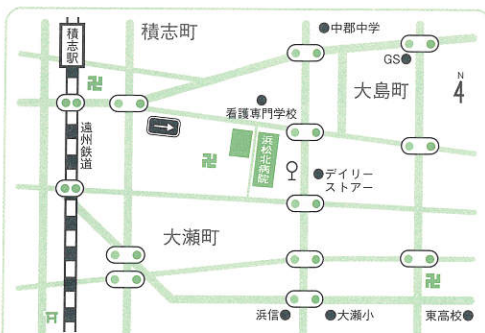 積志町
積志駅
中郡中学
GS
大島町
N
看護専門学校
遠州鉄道
浜松北病院
デイリー
ストアー
大瀬町
浜信
大瀬小
東高校